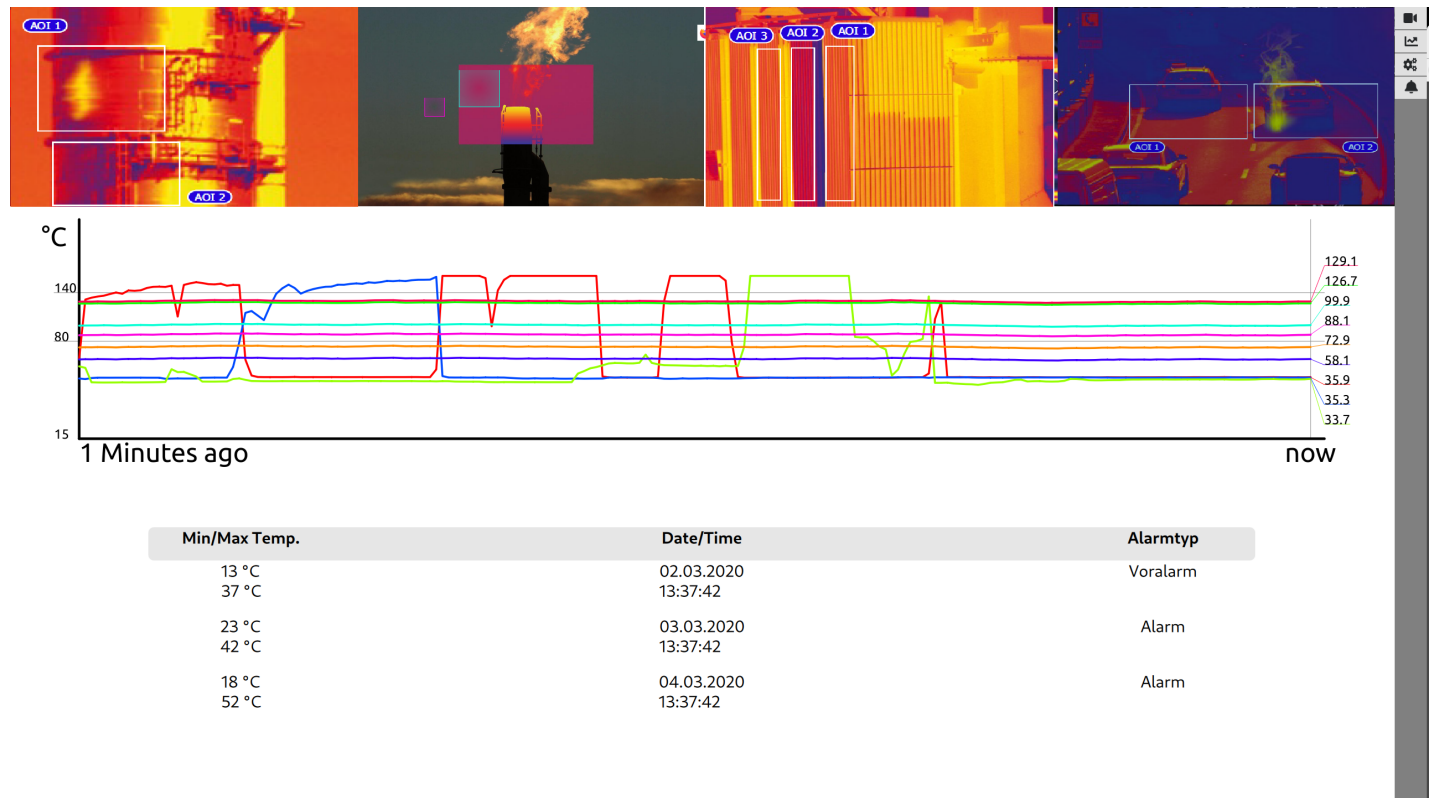 AOI 1
AOI 2
AOI 3
AOI 2
AOI 1
AOI 1
AOI 2
°C
140
80
15
129.1
126.7
99.9
88.1
72.9
58.1
35.9
35.3
33.7
1 Minutes ago
now
Min/Max Temp. Date/Time Alarmtyp
13 °C 02.03.2020 Voralarm
37 °C 13:37:42
23 °C 03.03.2020 Alarm
42 °C 13:37:42
18 °C 04.03.2020 Alarm
52 °C 13:37:42